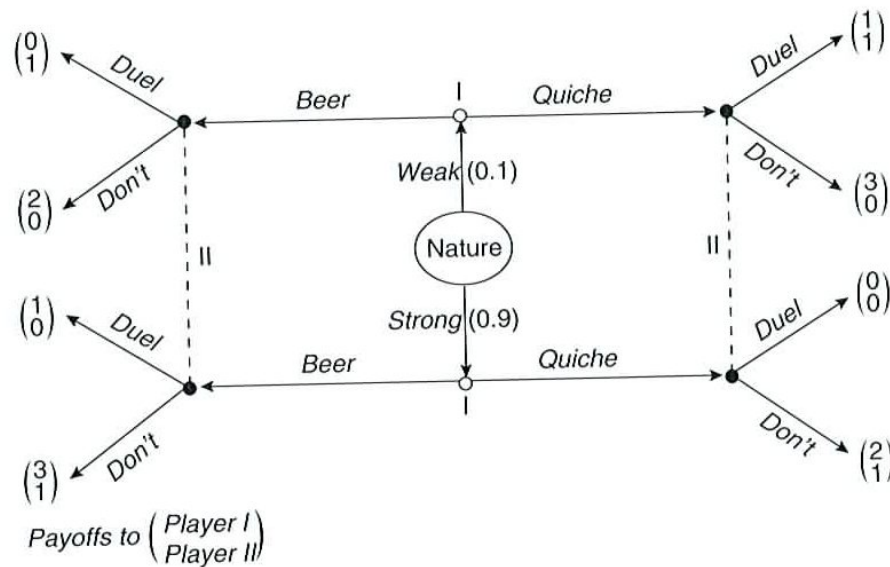 (0 1)
Duel
Beer
I
Quiche
Duel
(1 1)
(2 0)
Don't
Weak (0.1)
Don't
(3 0)
II
Nature
II
(1 0)
Duel
Strong (0.9)
Duel
(0 0)
Beer
Quiche
I
(3 1)
Don't
Don't
(2 1)
Payoffs to (Player I
Player II)